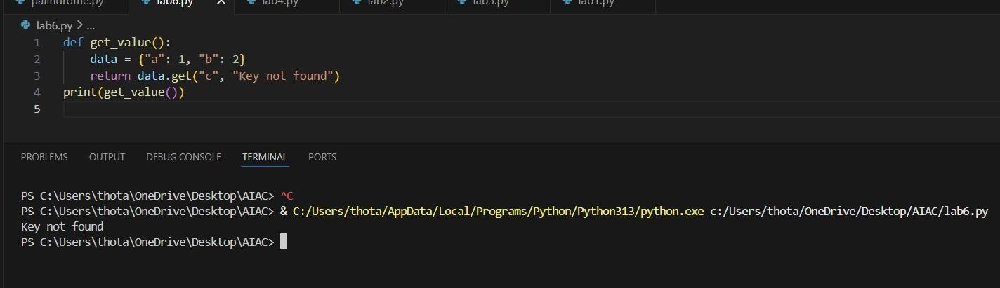 palindrome.py lab6.py lab4.py lab2.py lab5.py lab1.py
lab6.py > ...
1 def get_value():
2     data = {"a": 1, "b": 2}
3     return data.get("c", "Key not found")
4 print(get_value())
5
PROBLEMS OUTPUT DEBUG CONSOLE TERMINAL PORTS
PS C:\Users\thota\OneDrive\Desktop\AIAC> ^C
PS C:\Users\thota\OneDrive\Desktop\AIAC> & C:/Users/thota/AppData/Local/Programs/Python/Python313/python.exe c:/Users/thota/OneDrive/Desktop/AIAC/lab6.py
Key not found
PS C:\Users\thota\OneDrive\Desktop\AIAC>